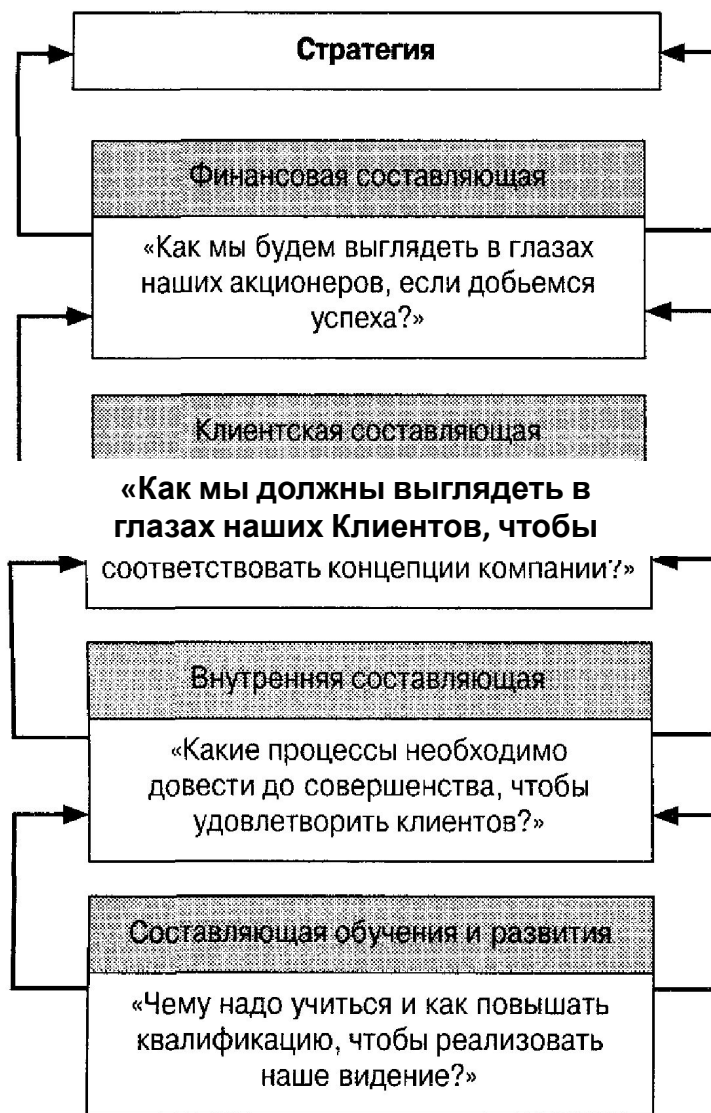 Стратегия
Финансовая составляющая
«Как мы будем выглядеть в глазах
наших акционеров, если добьемся
успеха?»
Клиентская составляющая
«Как мы должны выглядеть в
глазах наших Клиентов, чтобы
соответствовать концепции компании?»
Внутренняя составляющая
«Какие процессы необходимо
довести до совершенства, чтобы
удовлетворить клиентов?»
Составляющая обучения и развития
«Чему надо учиться и как повышать
квалификацию, чтобы реализовать
наше видение?»